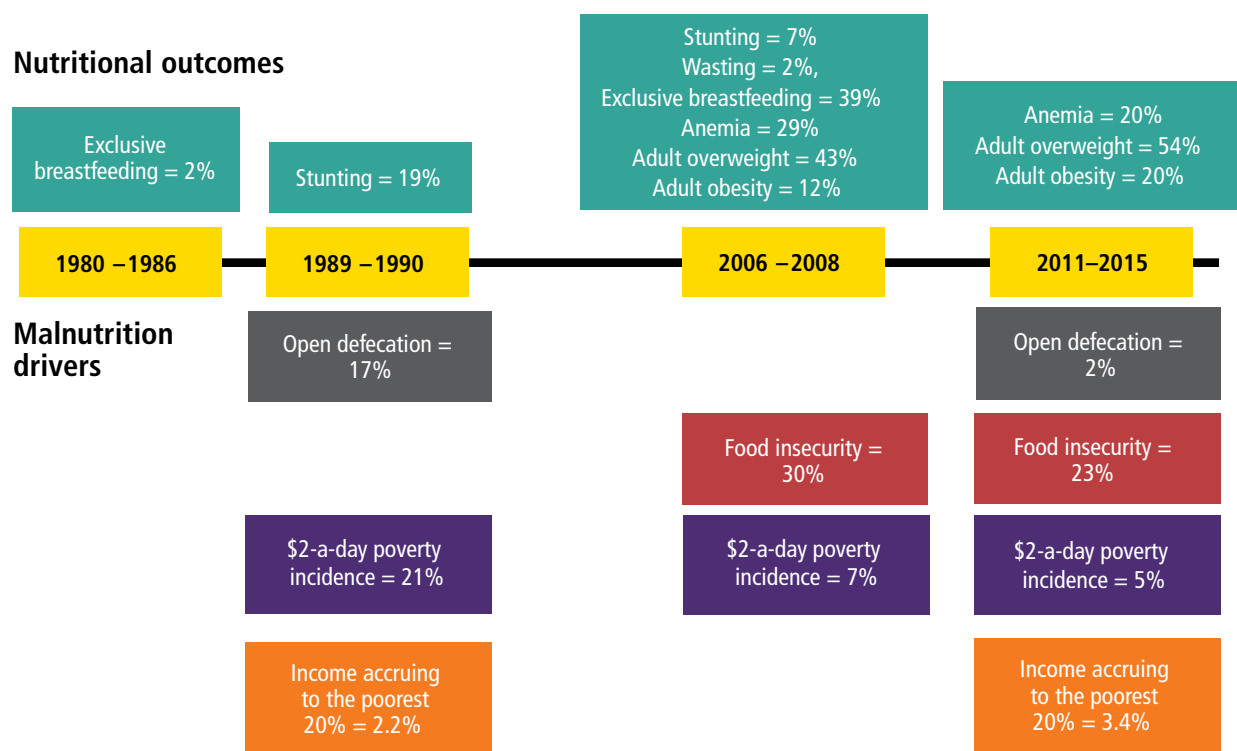 Nutritional outcomes
Exclusive
breastfeeding = 2%
Stunting = 19%
Stunting = 7%
Wasting = 2%,
Exclusive breastfeeding = 39%
Anemia = 29%
Adult overweight = 43%
Adult obesity = 12%
Anemia = 20%
Adult overweight = 54%
Adult obesity = 20%
1980 –1986
1989 –1990
2006 –2008
2011–2015
Malnutrition
drivers
Open defecation =
17%
Open defecation =
2%
Food insecurity =
30%
Food insecurity =
23%
$2-a-day poverty
incidence = 21%
$2-a-day poverty
incidence = 7%
$2-a-day poverty
incidence = 5%
Income accruing
to the poorest
20% = 2.2%
Income accruing
to the poorest
20% = 3.4%